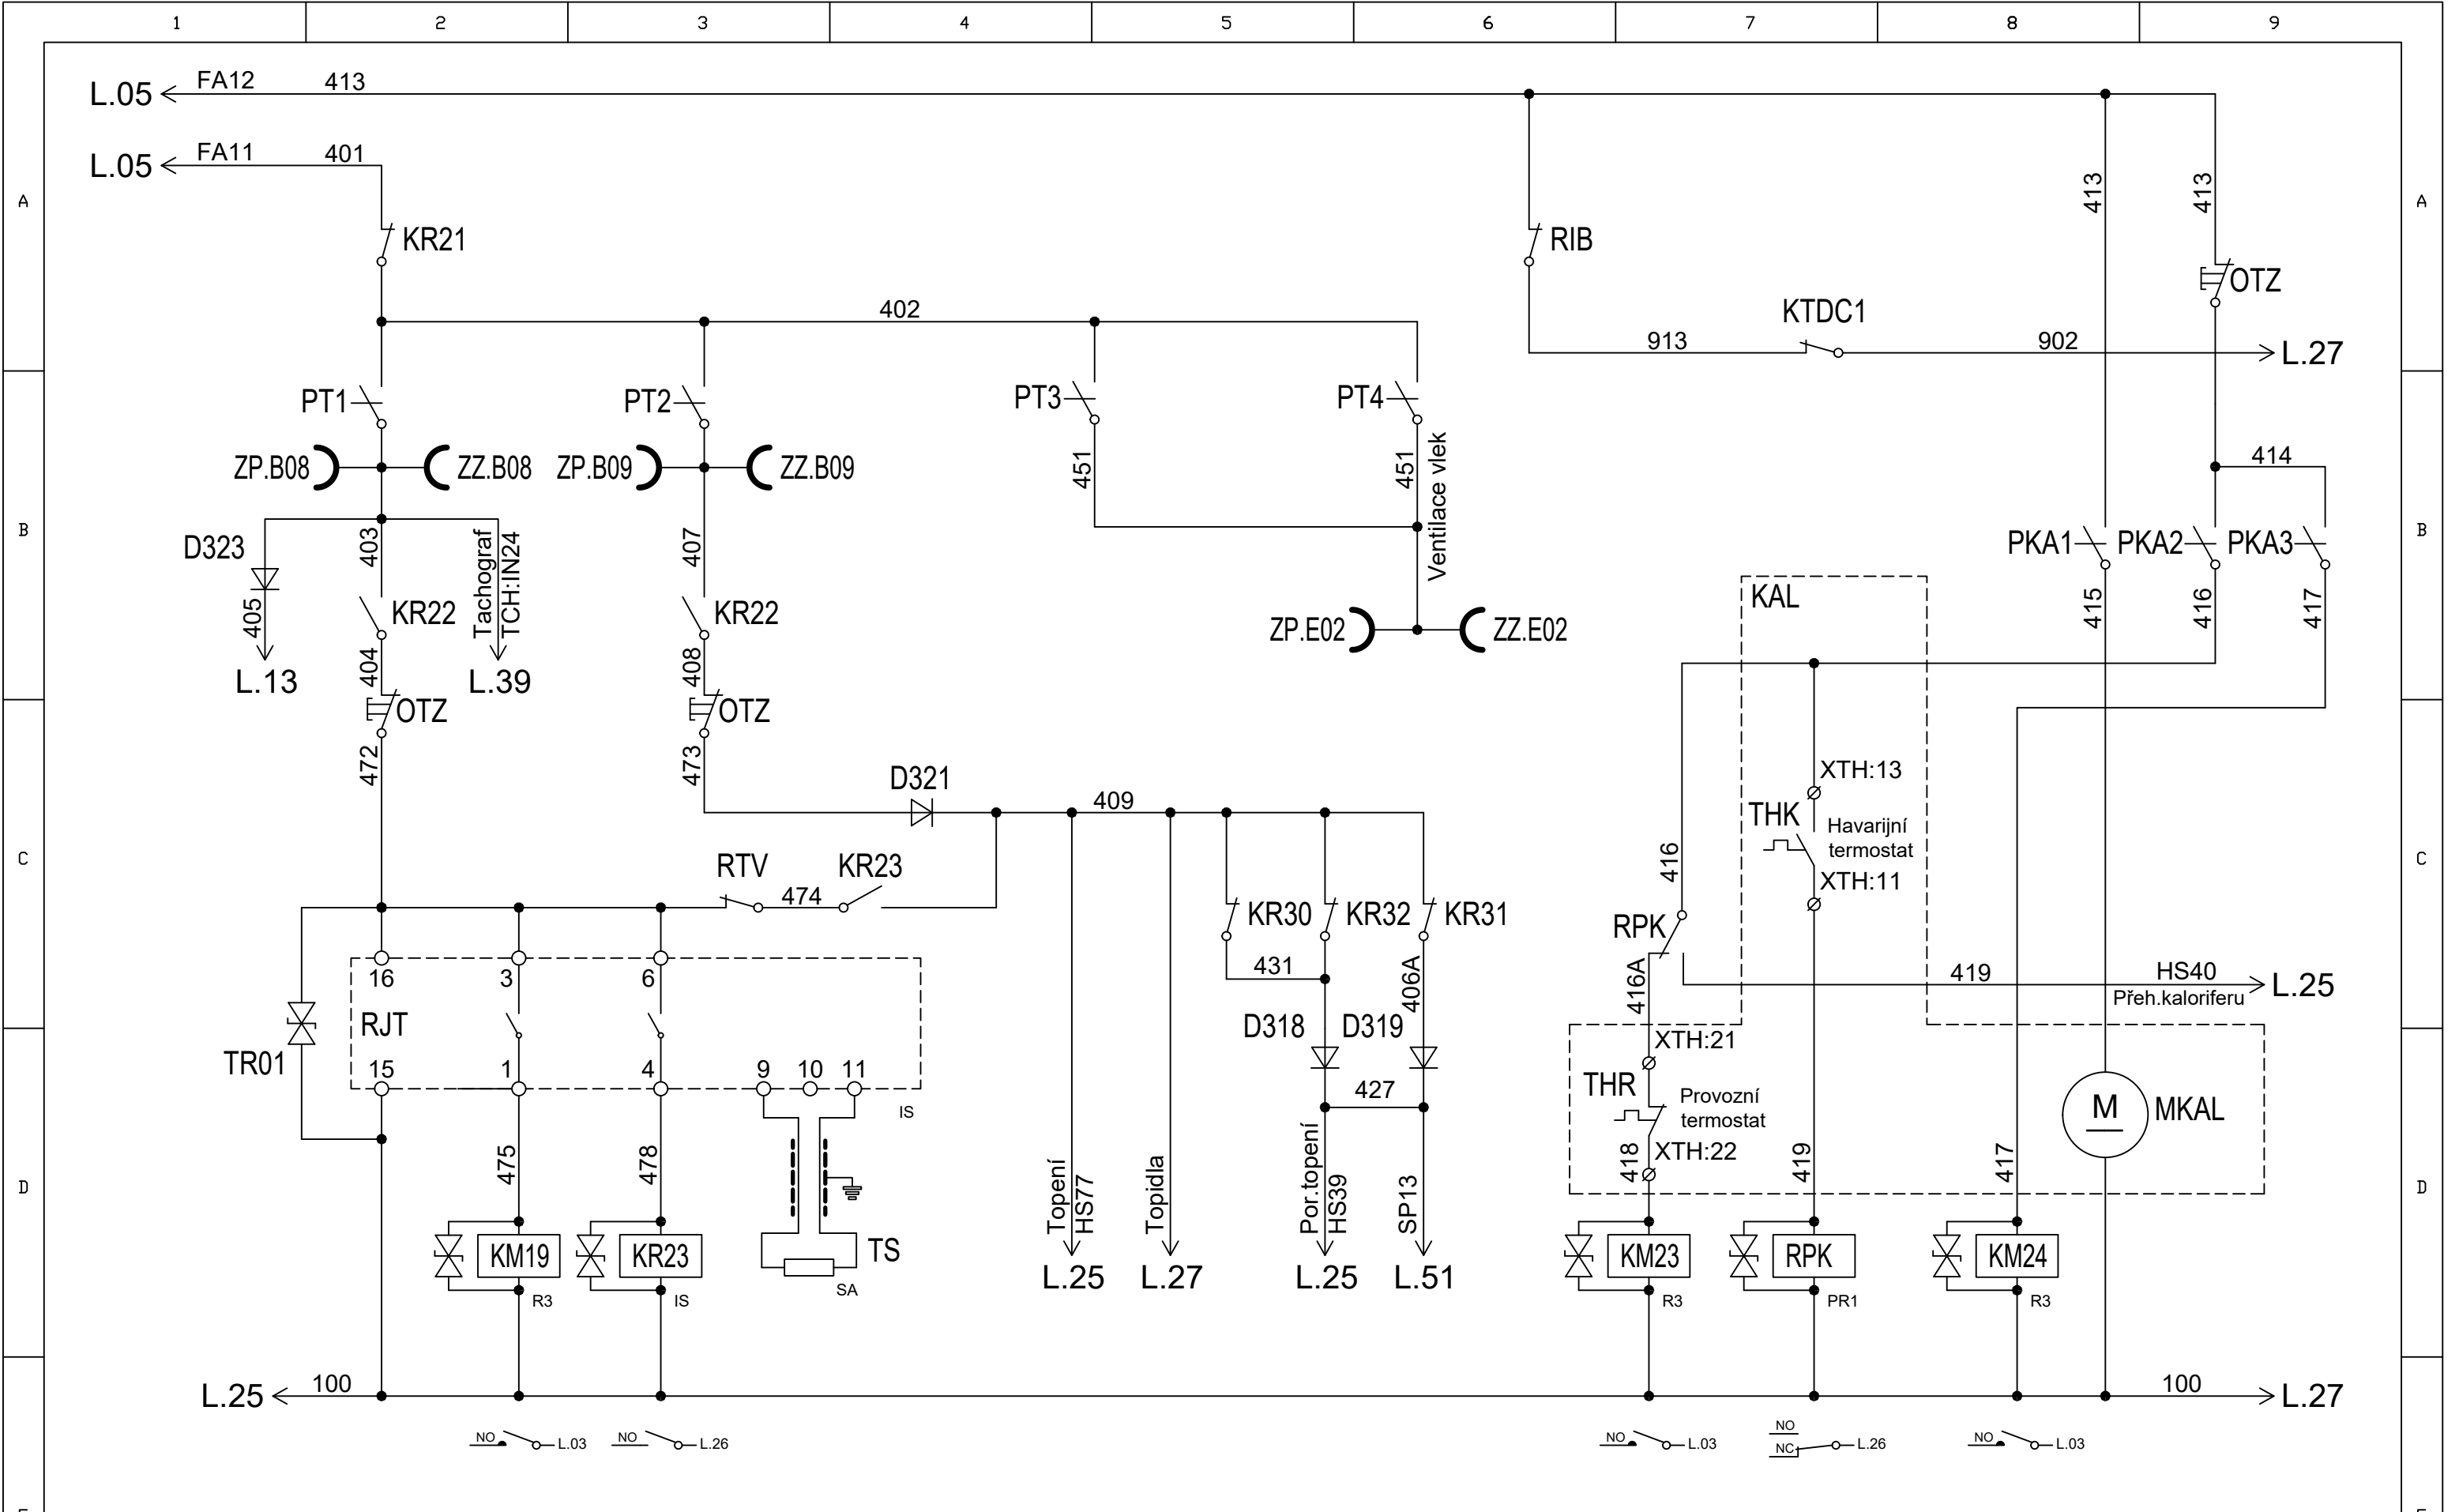 1 2 3 4 5 6 7 8 9
L.05 FA12 413
L.05 FA11 401
A A
413 413
KR21 RIB OTZ
402 KTDC1
913 902 L.27
PT1 PT2 PT3 PT4
ZP.B08 ZZ.B08 ZP.B09 ZZ.B09 451 451 Ventilace vlek 414
B B
D323 403 Tachograf TCH:IN24 407 PKA1 PKA2 PKA3
405 KR22 KR22 KAL 415 416 417
ZP.E02 ZZ.E02
L.13 404 L.39 408
OTZ OTZ
472 473
D321 409 XTH:13
THK Havarijní
termostat
C C
RTV 474 KR23 416 XTH:11
KR30 KR32 KR31 RPK
16 3 6 431 406A 416A 419 HS40 L.25
Přeh.kaloriferu
RJT D318 D319 XTH:21
TR01 15 1 4 9 10 11 IS 427 THR Provozní
termostat
M MKAL
D D
475 478 Topení HS77 Topidla Por.topení HS39 SP13 418 XTH:22 419 417
KM19 KR23 TS KM23 RPK KM24
R3 IS SA L.25 L.27 L.25 L.51 R3 PR1 R3
L.25 100 100 L.27
NO L.03 NO L.26 NO L.03 NO
NC L.26 NO L.03